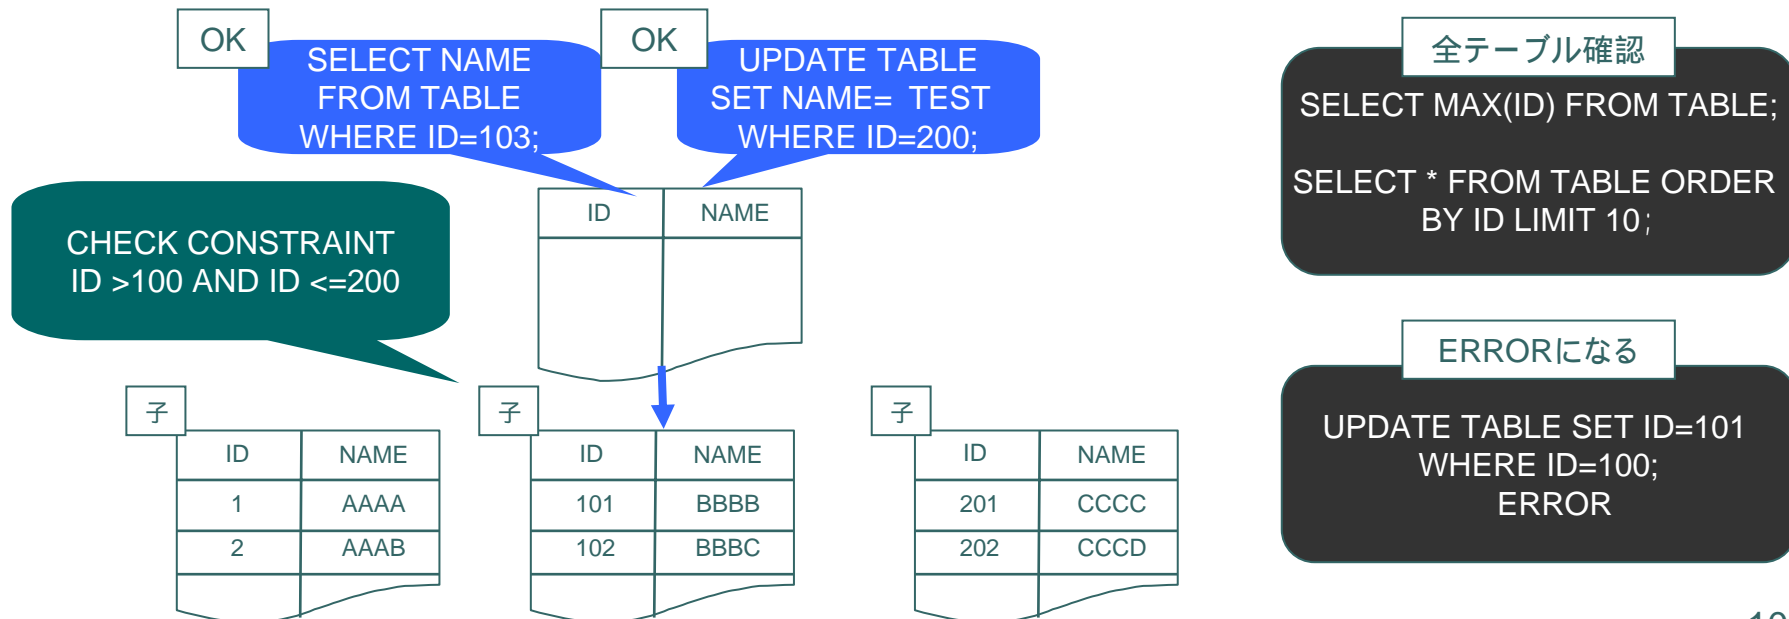 OK
SELECT NAME
FROM TABLE
WHERE ID=103;
OK
UPDATE TABLE
SET NAME= TEST
WHERE ID=200;
全テーブル確認
SELECT MAX(ID) FROM TABLE;
SELECT * FROM TABLE ORDER
BY ID LIMIT 10;
CHECK CONSTRAINT
ID >100 AND ID <=200
ID NAME
ERRORになる
UPDATE TABLE SET ID=101
WHERE ID=100;
ERROR
子
ID NAME
1 AAAA
2 AAAB
子
ID NAME
101 BBBB
102 BBBC
子
ID NAME
201 CCCC
202 CCCD